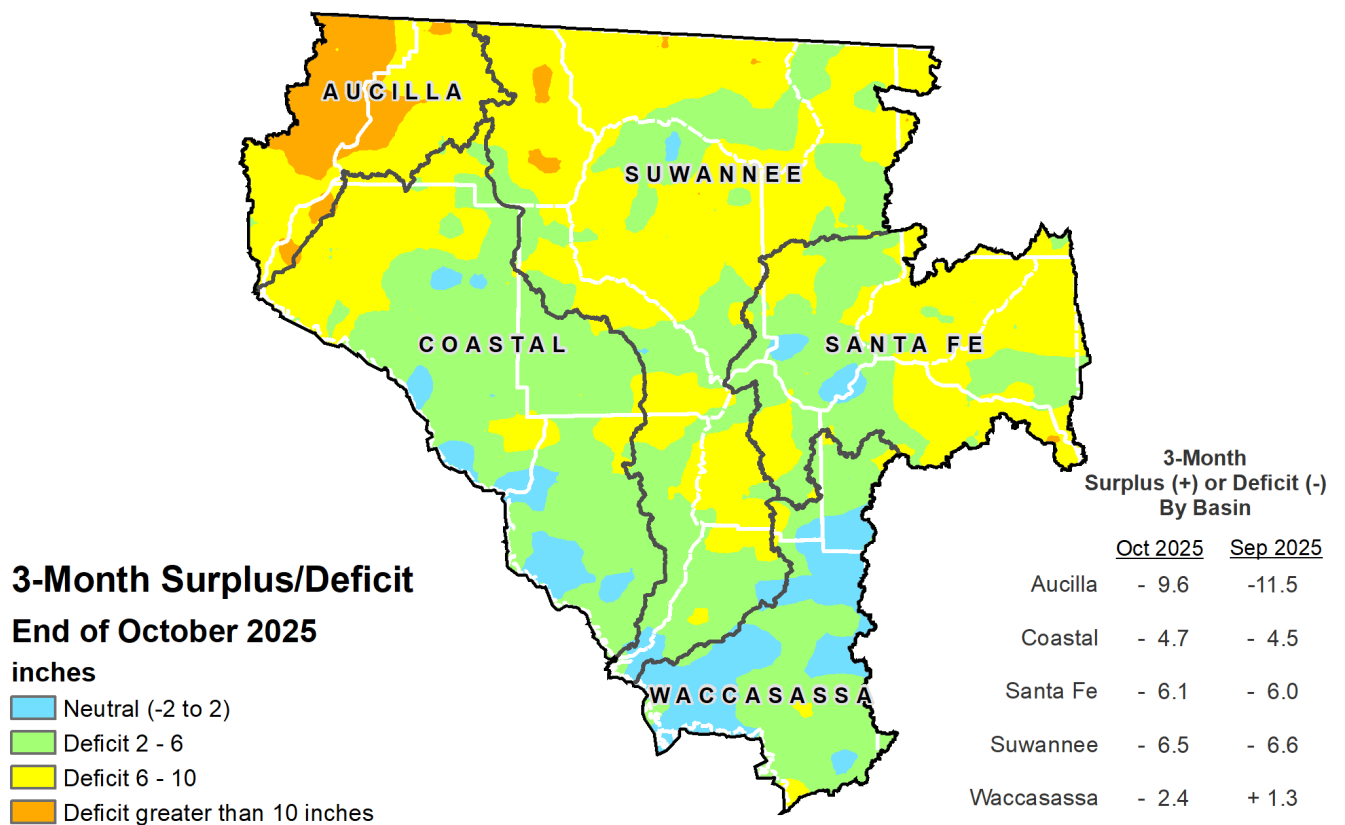 AUCILLA
SUWANNEE
COASTAL
SANTA FE
WACCASASSA
3-Month Surplus/Deficit
End of October 2025
inches
Neutral (-2 to 2)
Deficit 2 - 6
Deficit 6 - 10
Deficit greater than 10 inches
3-Month
Surplus (+) or Deficit (-)
By Basin
Oct 2025 Sep 2025
Aucilla - 9.6 -11.5
Coastal - 4.7 - 4.5
Santa Fe - 6.1 - 6.0
Suwannee - 6.5 - 6.6
Waccasassa - 2.4 + 1.3